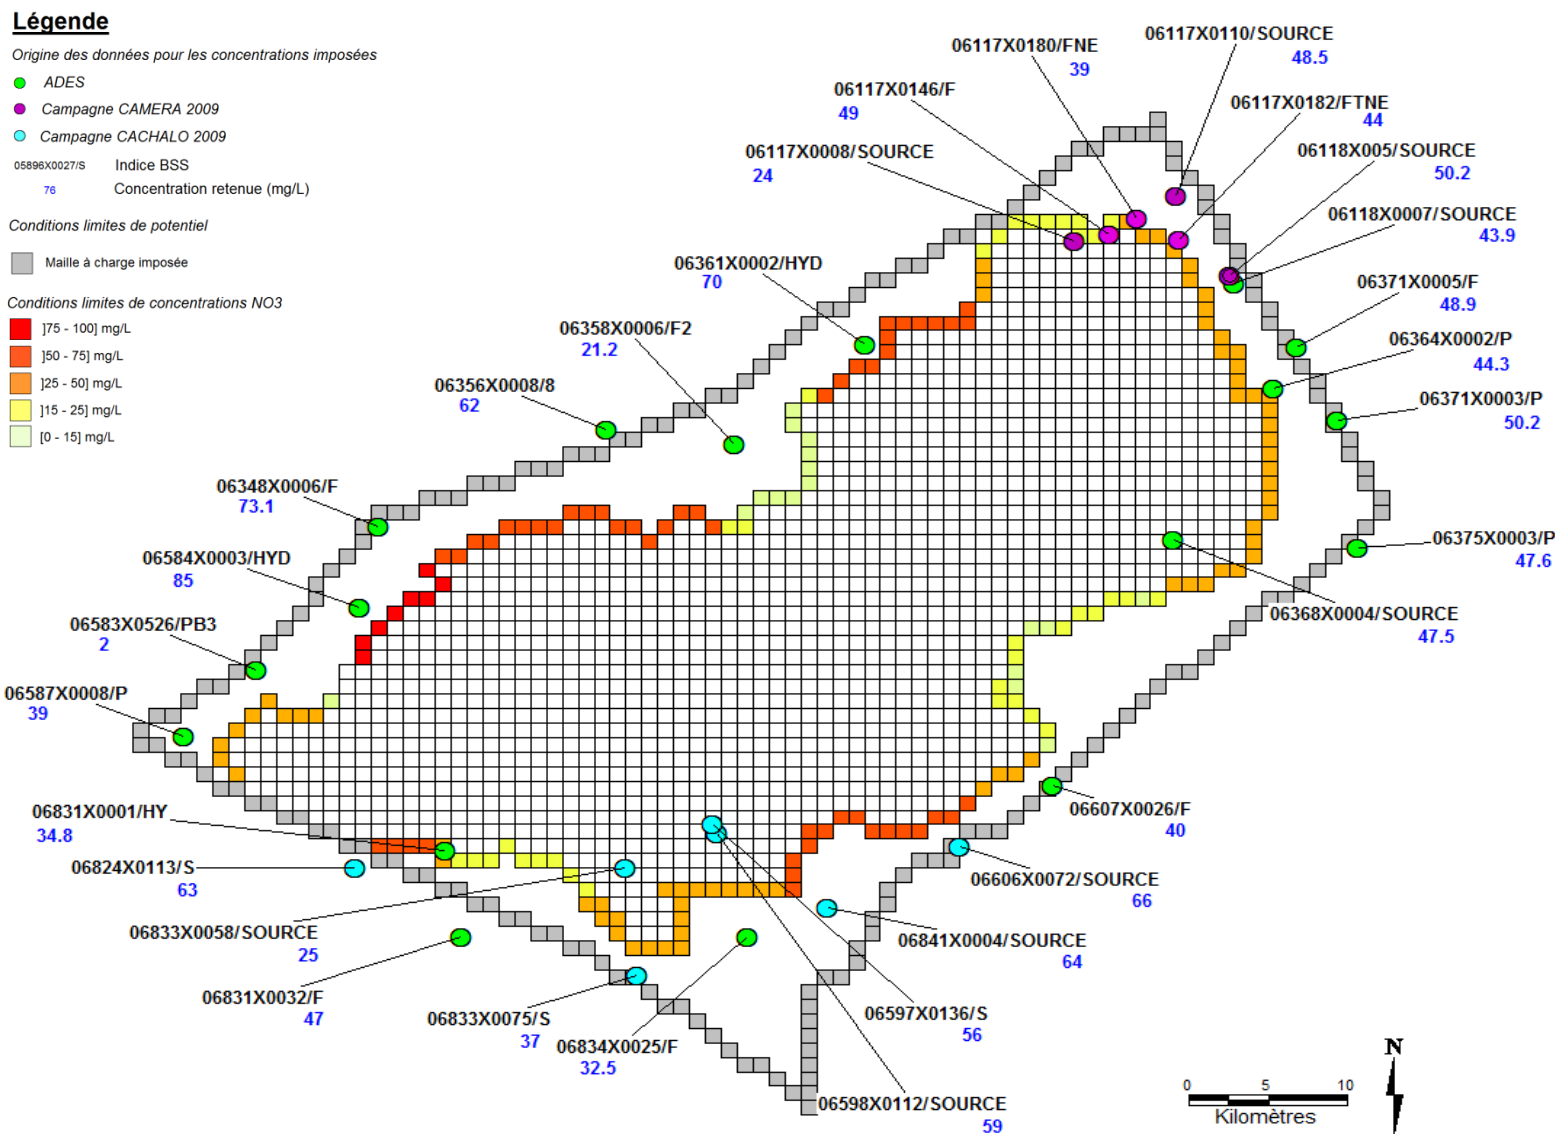 Légende
Origine des données pour les concentrations imposées
ADES
Campagne CAMERA 2009
Campagne CACHALO 2009
05896X0027/S Indice BSS
76 Concentration retenue (mg/L)
Conditions limites de potentiel
Maille à charge imposée
Conditions limites de concentrations NO3
]75 - 100] mg/L
]50 - 75] mg/L
]25 - 50] mg/L
]15 - 25] mg/L
[0 - 15] mg/L
06117X0110/SOURCE
48.5
06117X0180/FNE
39
06117X0146/F
49
06117X0182/FTNE
44
06117X0008/SOURCE
24
06118X005/SOURCE
50.2
06118X0007/SOURCE
43.9
06361X0002/HYD
70
06371X0005/F
48.9
06358X0006/F2
21.2
06364X0002/P
44.3
06356X0008/8
62
06371X0003/P
50.2
06348X0006/F
73.1
06375X0003/P
47.6
06584X0003/HYD
85
06368X0004/SOURCE
47.5
06583X0526/PB3
2
06587X0008/P
39
06831X0001/HY
34.8
06607X0026/F
40
06824X0113/S
63
06606X0072/SOURCE
66
06833X0058/SOURCE
25
06841X0004/SOURCE
64
06831X0032/F
47
06833X0075/S
37
06597X0136/S
56
06834X0025/F
32.5
06598X0112/SOURCE
59
N
0 5 10
Kilomètres